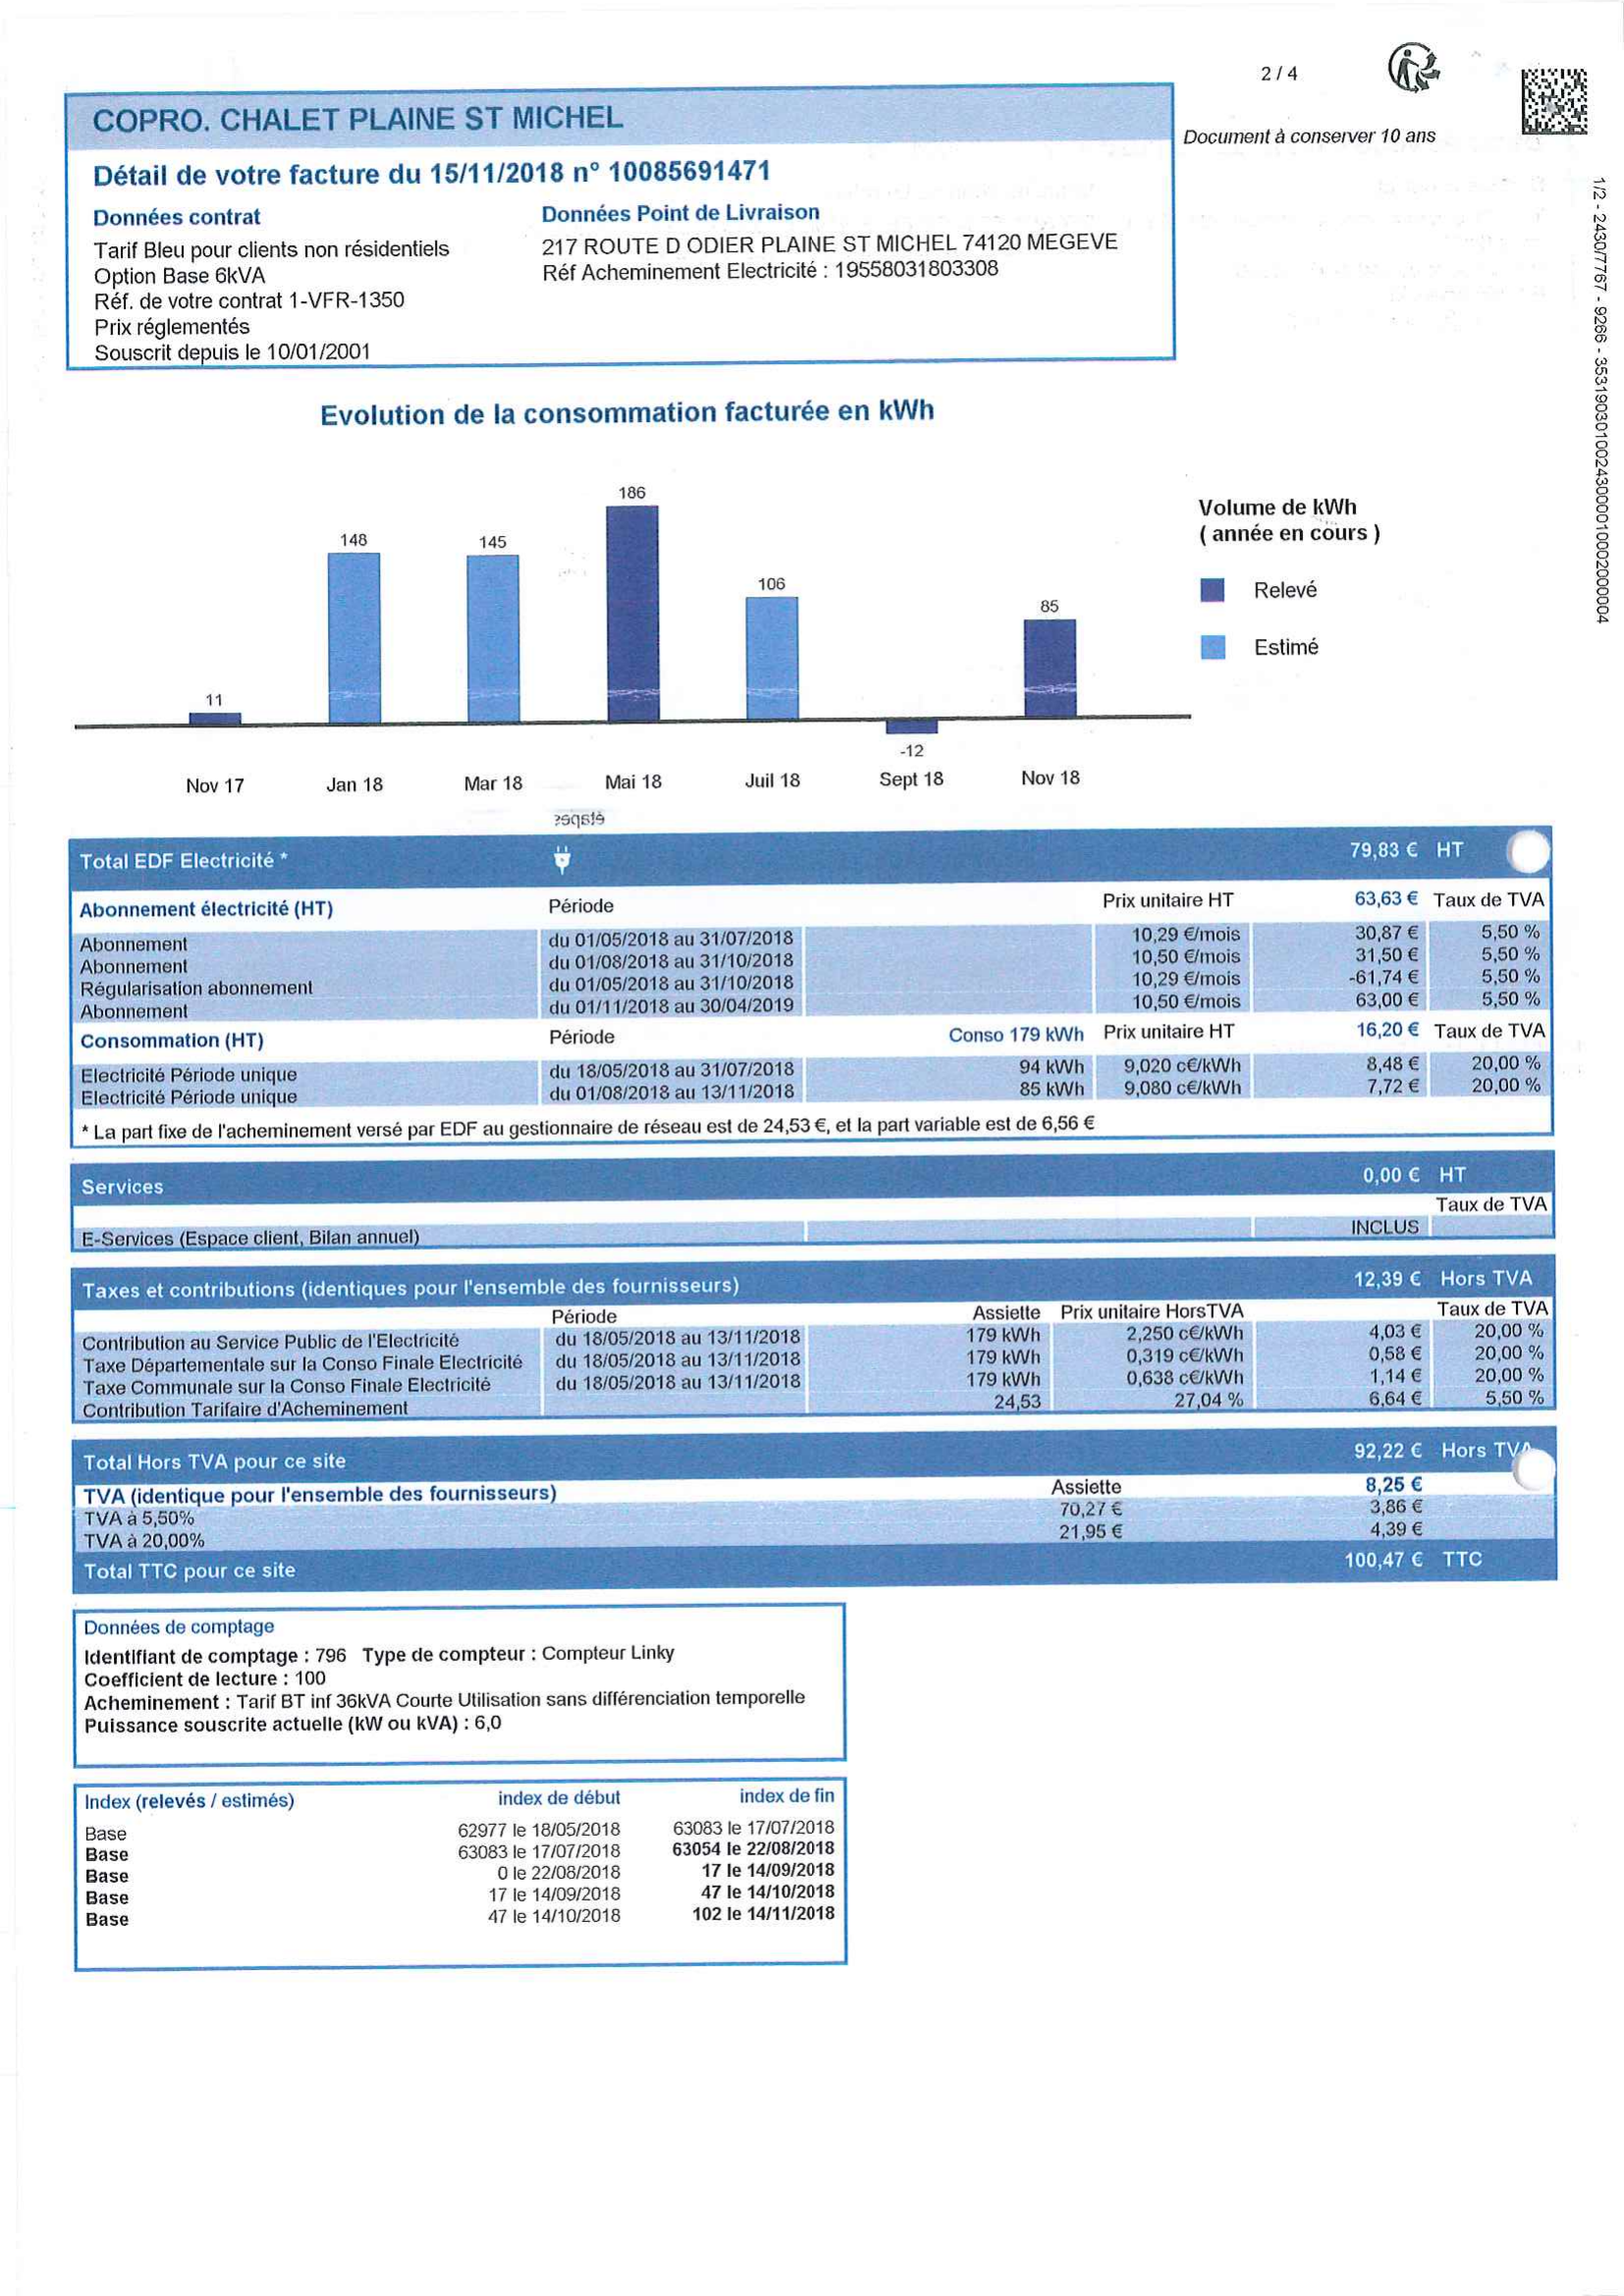 2 / 4
Document à conserver 10 ans
1/2 - 2430/7767 - 9266 - 3531903010024300001000200004
COPRO. CHALET PLAINE ST MICHEL
Détail de votre facture du 15/11/2018 n° 10085691471
Données contrat
Tarif Bleu pour clients non résidentiels
Option Base 6kVA
Réf. de votre contrat 1-VFR-1350
Prix réglementés
Souscrit depuis le 10/01/2001
Données Point de Livraison
217 ROUTE D ODIER PLAINE ST MICHEL 74120 MEGEVE
Réf Acheminement Electricité : 19558031803308
Evolution de la consommation facturée en kWh
11 148 145 186 106 -12 85
Nov 17 Jan 18 Mar 18 Mai 18 Juil 18 Sept 18 Nov 18
Volume de kWh
( année en cours )
Relevé
Estimé
Total EDF Electricité * 79,83 € HT
Abonnement électricité (HT) Période Prix unitaire HT 63,63 € Taux de TVA
Abonnement du 01/05/2018 au 31/07/2018 10,29 €/mois 30,87 € 5,50 %
Abonnement du 01/08/2018 au 31/10/2018 10,50 €/mois 31,50 € 5,50 %
Régularisation abonnement du 01/05/2018 au 31/10/2018 10,29 €/mois -61,74 € 5,50 %
Abonnement du 01/11/2018 au 30/04/2019 10,50 €/mois 63,00 € 5,50 %
Consommation (HT) Période Conso 179 kWh Prix unitaire HT 16,20 € Taux de TVA
Electricité Période unique du 18/05/2018 au 31/07/2018 94 kWh 9,020 c€/kWh 8,48 € 20,00 %
Electricité Période unique du 01/08/2018 au 13/11/2018 85 kWh 9,080 c€/kWh 7,72 € 20,00 %
* La part fixe de l'acheminement versé par EDF au gestionnaire de réseau est de 24,53 €, et la part variable est de 6,56 €
Services 0,00 € HT
Taux de TVA
E-Services (Espace client, Bilan annuel) INCLUS
Taxes et contributions (identiques pour l'ensemble des fournisseurs) 12,39 € Hors TVA
Période Assiette Prix unitaire HorsTVA Taux de TVA
Contribution au Service Public de l'Electricité du 18/05/2018 au 13/11/2018 179 kWh 2,250 c€/kWh 4,03 € 20,00 %
Taxe Départementale sur la Conso Finale Electricité du 18/05/2018 au 13/11/2018 179 kWh 0,319 c€/kWh 0,58 € 20,00 %
Taxe Communale sur la Conso Finale Electricité du 18/05/2018 au 13/11/2018 179 kWh 0,638 c€/kWh 1,14 € 20,00 %
Contribution Tarifaire d'Acheminement 24,53 27,04 % 6,64 € 5,50 %
Total Hors TVA pour ce site 92,22 € Hors TVA
TVA (identique pour l'ensemble des fournisseurs) Assiette 8,25 €
TVA à 5,50% 70,27 € 3,86 €
TVA à 20,00% 21,95 € 4,39 €
Total TTC pour ce site 100,47 € TTC
Données de comptage
Identifiant de comptage : 796 Type de compteur : Compteur Linky
Coefficient de lecture : 100
Acheminement : Tarif BT inf 36kVA Courte Utilisation sans différenciation temporelle
Puissance souscrite actuelle (kW ou kVA) : 6,0
Index (relevés / estimés) index de début index de fin
Base 62977 le 18/05/2018 63083 le 17/07/2018
Base 63083 le 17/07/2018 63054 le 22/08/2018
Base 0 le 22/08/2018 17 le 14/09/2018
Base 17 le 14/09/2018 47 le 14/10/2018
Base 47 le 14/10/2018 102 le 14/11/2018